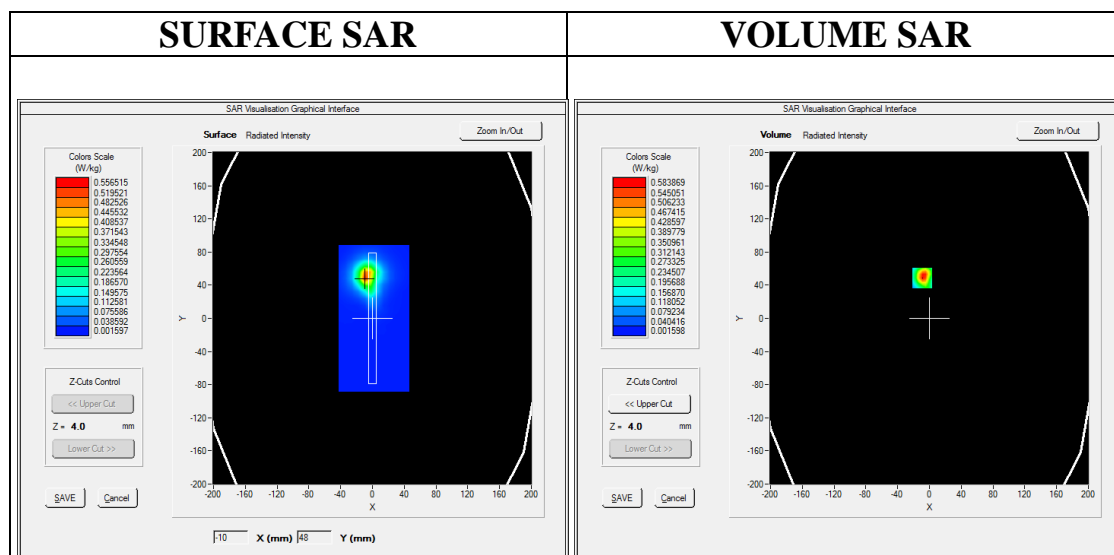 SURFACE SAR
VOLUME SAR
SAR Visualisation Graphical Interface
Surface Radiated Intensity
Zoom In/Out
Colors Scale
(W/kg)
0.556515
0.519521
0.482526
0.445532
0.408537
0.371543
0.334548
0.297554
0.260559
0.223564
0.186570
0.149575
0.112581
0.075586
0.038592
0.001597
Z-Cuts Control
<< Upper Cut
Z = 4.0 mm
Lower Cut >>
SAVE Cancel
200
160
120
80
40
0
-40
-80
-120
-160
-200
Y
-200 -160 -120 -80 -40 0 40 80 120 160 200
X
-10 X (mm) 48 Y (mm)
SAR Visualisation Graphical Interface
Volume Radiated Intensity
Zoom In/Out
Colors Scale
(W/kg)
0.583869
0.545051
0.506233
0.467415
0.428597
0.389779
0.350961
0.312143
0.273325
0.234507
0.195688
0.156870
0.118052
0.079234
0.040416
0.001598
Z-Cuts Control
<< Upper Cut
Z = 4.0 mm
Lower Cut >>
SAVE Cancel
200
160
120
80
40
0
-40
-80
-120
-160
-200
Y
-200 -160 -120 -80 -40 0 40 80 120 160 200
X